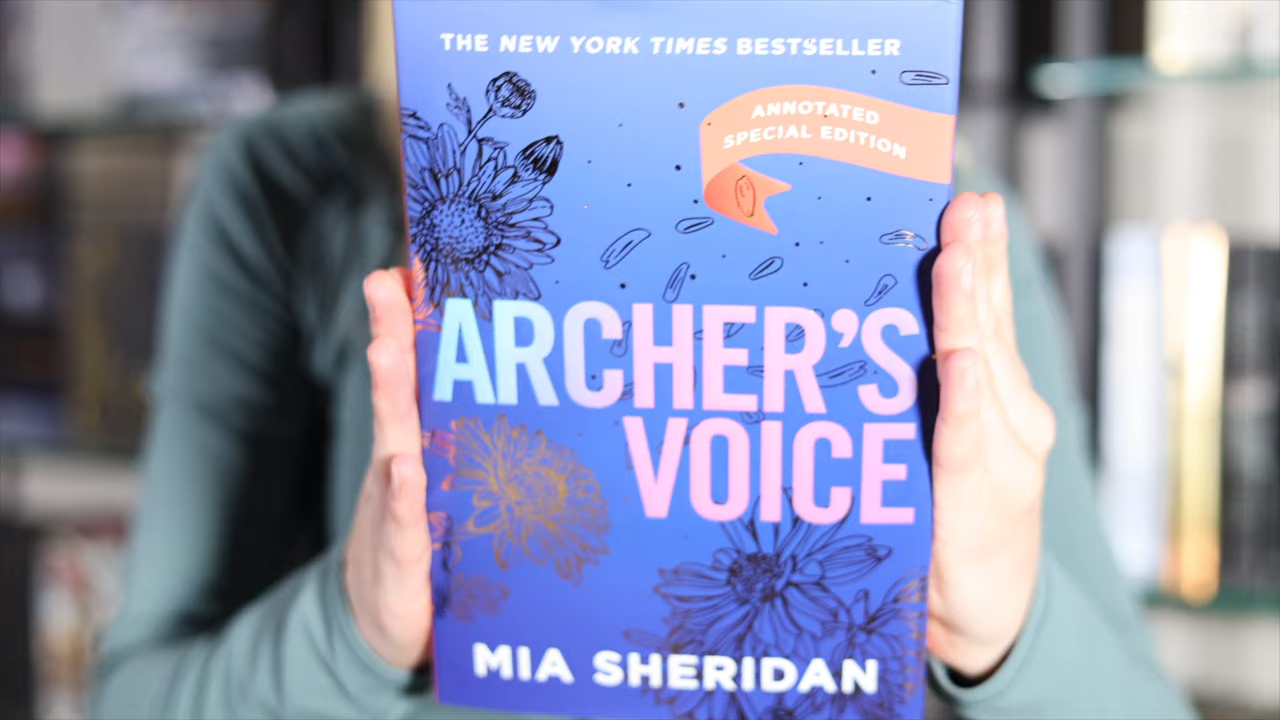 THE NEW YORK TIMES BESTSELLER
ANNOTATED
SPECIAL EDITION
ARCHER'S
VOICE
MIA SHERIDAN